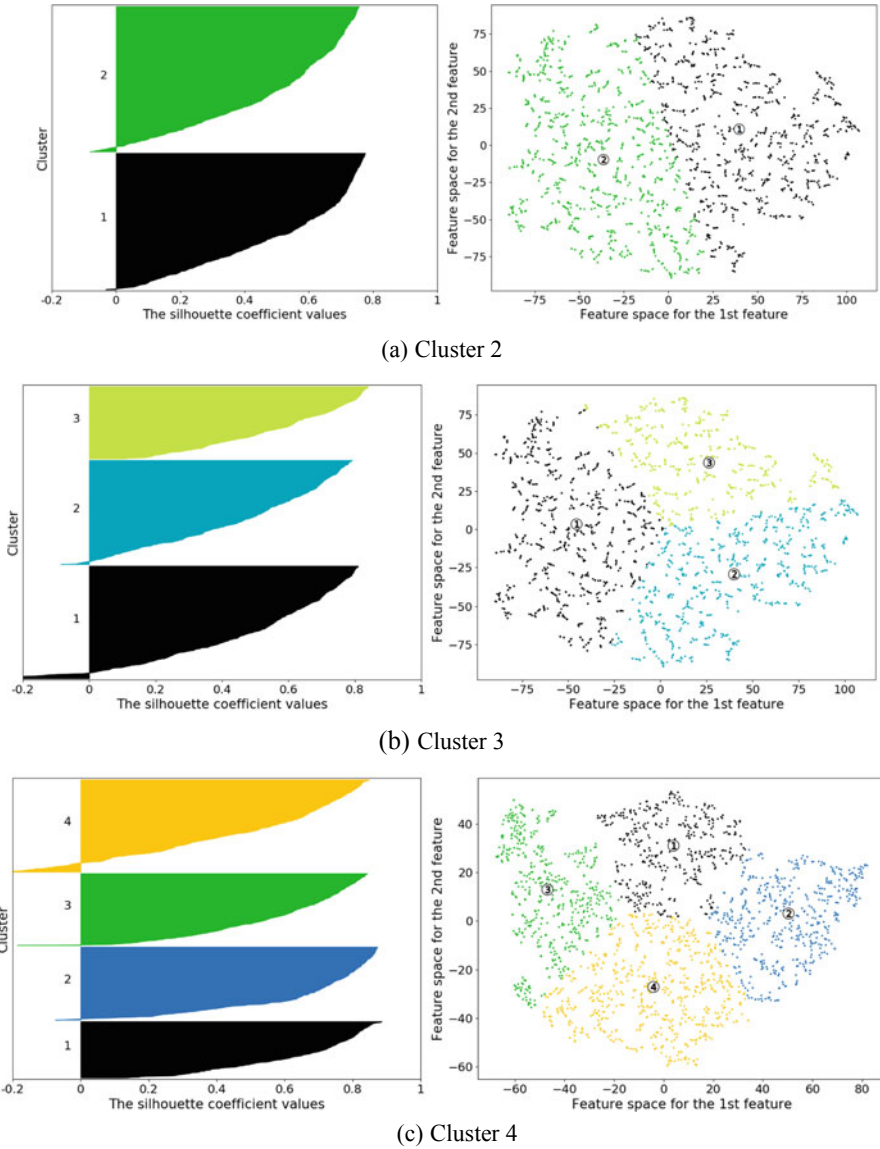 2
1
Cluster
-0.2 0 0.2 0.4 0.6 0.8 1
The silhouette coefficient values
75
50
25
0
−25
−50
−75
Feature space for the 2nd feature
①
②
−75 −50 −25 0 25 50 75 100
Feature space for the 1st feature
(a) Cluster 2
3
2
1
Cluster
-0.2 0 0.2 0.4 0.6 0.8 1
The silhouette coefficient values
75
50
25
0
−25
−50
−75
Feature space for the 2nd feature
③
①
②
−75 −50 −25 0 25 50 75 100
Feature space for the 1st feature
(b) Cluster 3
4
3
2
1
Cluster
-0.2 0 0.2 0.4 0.6 0.8 1
The silhouette coefficient values
40
20
0
−20
−40
−60
Feature space for the 2nd feature
①
③
②
④
−60 −40 −20 0 20 40 60 80
Feature space for the 1st feature
(c) Cluster 4